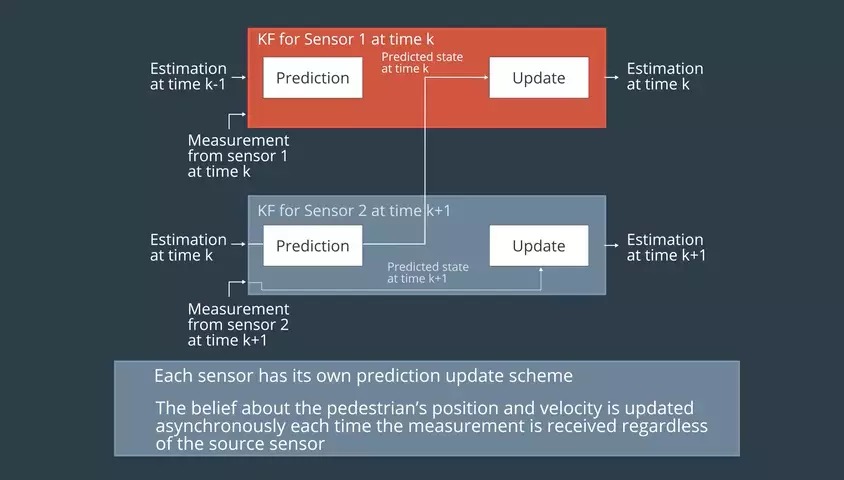 KF for Sensor 1 at time k
Estimation
at time k-1
Prediction
Predicted state
at time k
Update
Estimation
at time k
Measurement
from sensor 1
at time k
KF for Sensor 2 at time k+1
Estimation
at time k
Prediction
Update
Estimation
at time k+1
Predicted state
at time k+1
Measurement
from sensor 2
at time k+1
Each sensor has its own prediction update scheme
The belief about the pedestrian’s position and velocity is updated
asynchronously each time the measurement is received regardless
of the source sensor